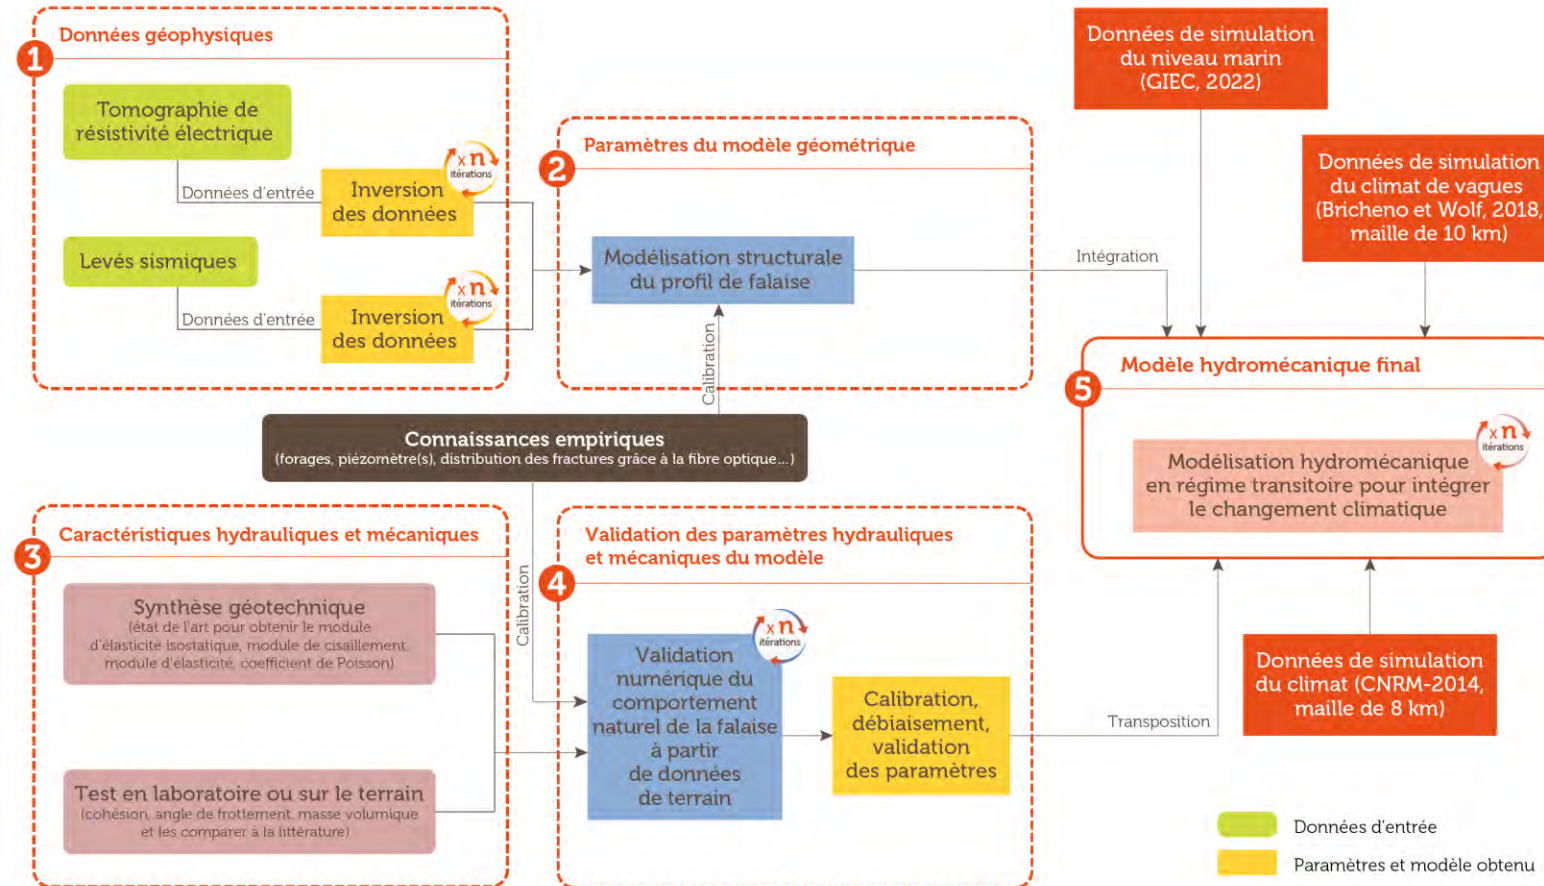 1
Données géophysiques
Tomographie de
résistivité électrique
Données d'entrée
x n
itérations
Inversion
des données
Levés sismiques
Données d'entrée
x n
itérations
Inversion
des données
2
Paramètres du modèle géométrique
Modélisation structurale
du profil de falaise
Calibration
Intégration
Données de simulation
du niveau marin
(GIEC, 2022)
Données de simulation
du climat de vagues
(Bricheno et Wolf, 2018,
maille de 10 km)
Connaissances empiriques
(forages, piézomètre(s), distribution des fractures grâce à la fibre optique...)
Calibration
3
Caractéristiques hydrauliques et mécaniques
Synthèse géotechnique
(état de l'art pour obtenir le module
d'élasticité isostatique, module de cisaillement,
module d'élasticité, coefficient de Poisson)
Test en laboratoire ou sur le terrain
(cohésion, angle de frottement, masse volumique
et les comparer à la littérature)
4
Validation des paramètres hydrauliques
et mécaniques du modèle
x n
itérations
Validation
numérique du
comportement
naturel de la falaise
à partir
de données
de terrain
Calibration,
débiaisement,
validation
des paramètres
Transposition
5
Modèle hydromécanique final
x n
itérations
Modélisation hydromécanique
en régime transitoire pour intégrer
le changement climatique
Données de simulation
du climat (CNRM-2014,
maille de 8 km)
Données d'entrée
Paramètres et modèle obtenu